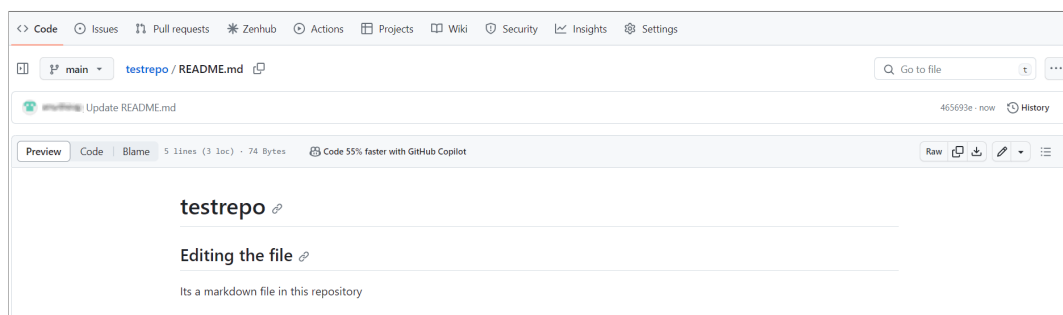 Code Issues Pull requests Zenhub Actions Projects Wiki Security Insights Settings
main testrepo / README.md Go to file t
Update README.md 465693e · now History
Preview Code Blame 5 lines (3 loc) · 74 Bytes Code 55% faster with GitHub Copilot Raw
testrepo
Editing the file
Its a markdown file in this repository